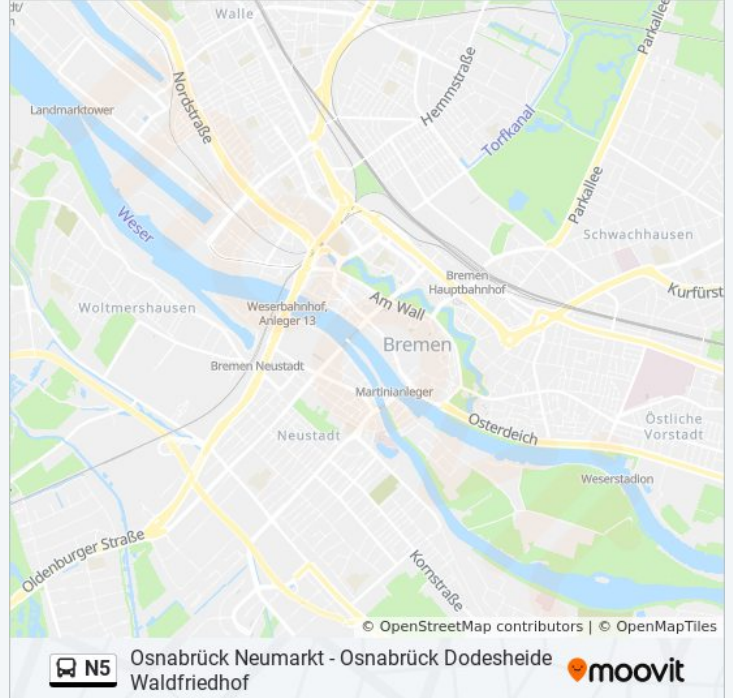 dt/
Walle
Parkallee
Nordstraße
Hemmstraße
Landmarktower
Torfkanal
Parkallee
Weser
Schwachhausen
Bremen
Hauptbahnhof
Kurfürst
Woltmershausen
Weserbahnhof,
Anleger 13
Am Wall
Bremen
Bremen Neustadt
Martinianleger
Osterdeich
Östliche
Vorstadt
Neustadt
Weserstadion
Oldenburger Straße
Kornstraße
© OpenStreetMap contributors | © OpenMapTiles
N5
Osnabrück Neumarkt - Osnabrück Dodesheide
Waldfriedhof
moovit